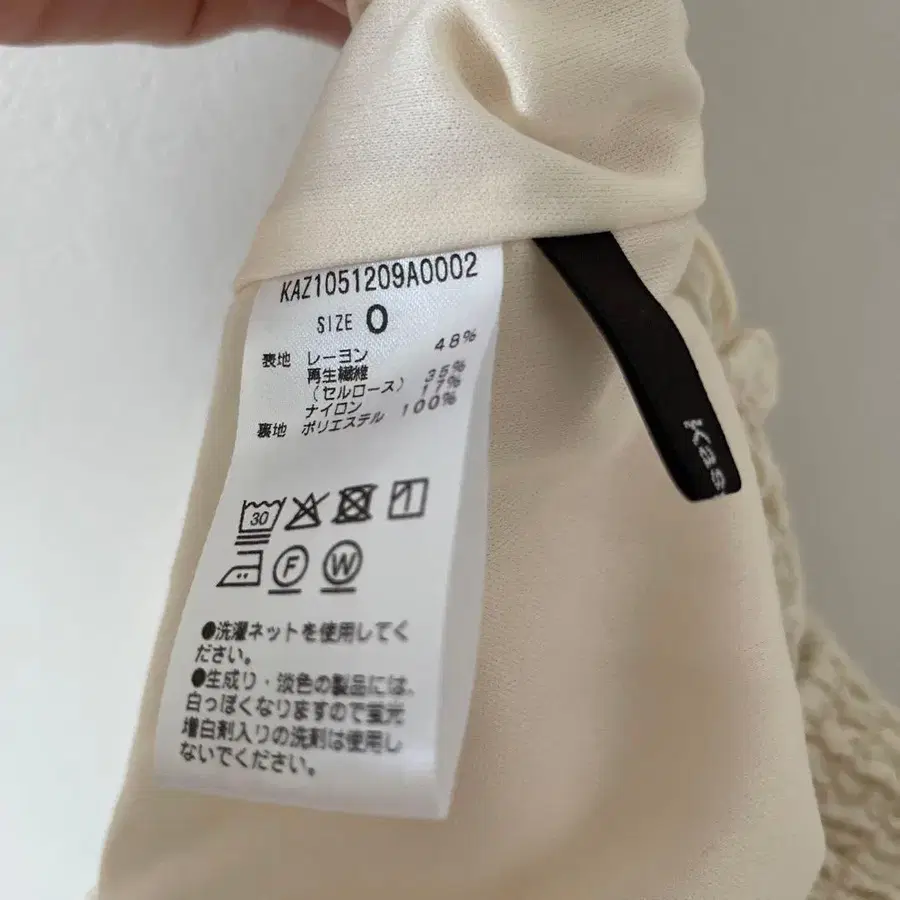 KAZ1051209A0002
SIZE 0
表地 レーヨン 48%
再生繊維
(セルロース) 35%
ナイロン 17%
裏地 ポリエステル 100%
30
F W
●洗濯ネットを使用してく
ださい。
●生成り・淡色の製品には、
白っぽくなりますので蛍光
増白剤入りの洗剤は使用し
ないでください。
Kas